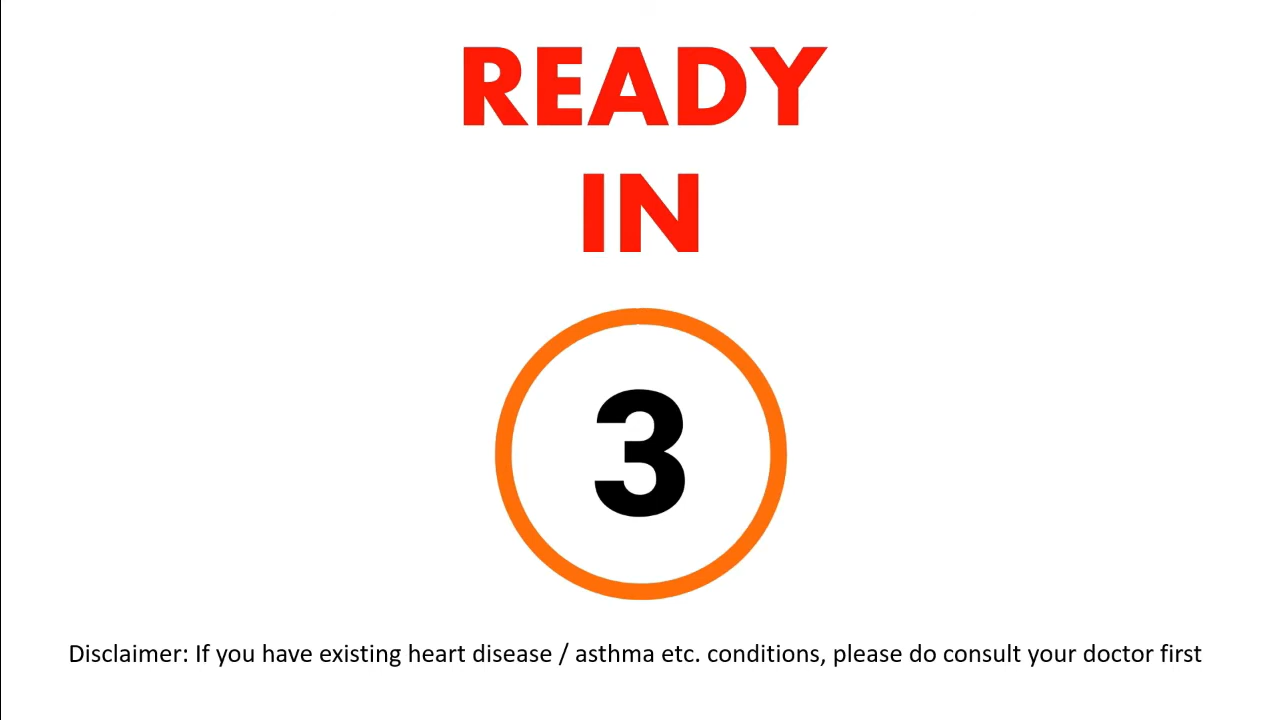 READY
IN
3
Disclaimer: If you have existing heart disease / asthma etc. conditions, please do consult your doctor first